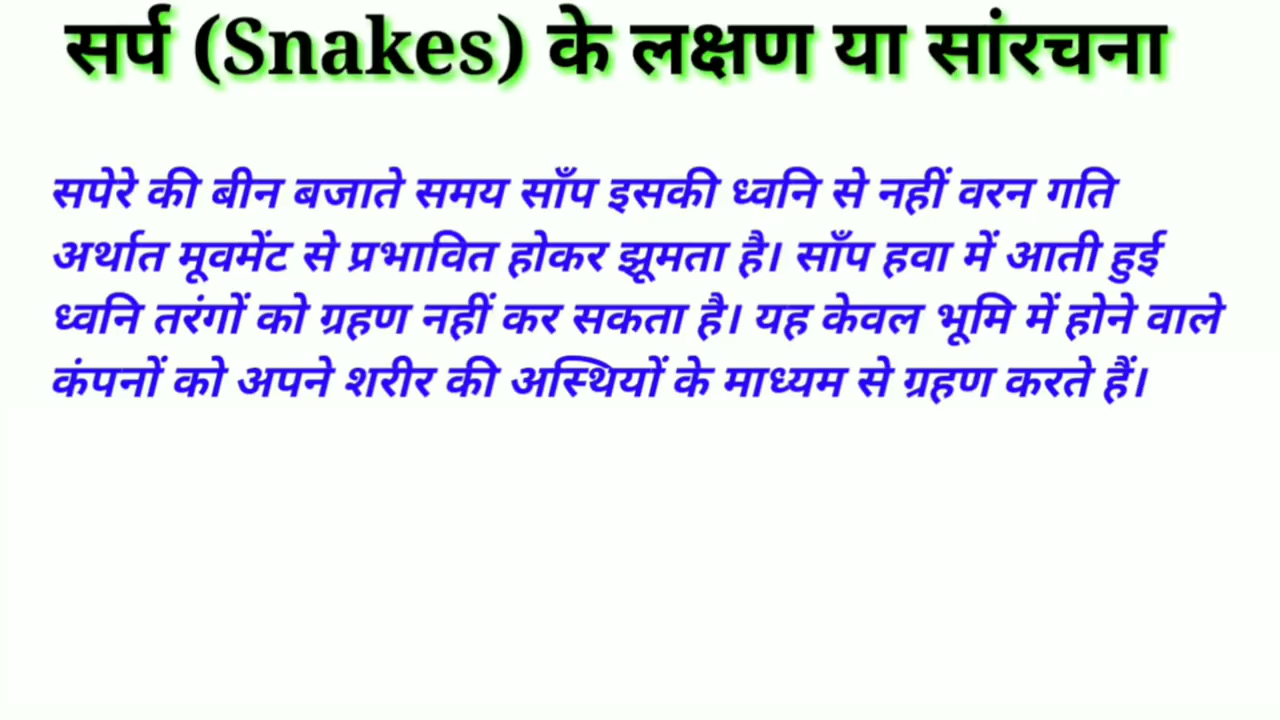 सर्प (Snakes) के लक्षण या सांरचना
सपेरे की बीन बजाते समय साँप इसकी ध्वनि से नहीं वरन गति
अर्थात मूवमेंट से प्रभावित होकर झूमता है। साँप हवा में आती हुई
ध्वनि तरंगों को ग्रहण नहीं कर सकता है। यह केवल भूमि में होने वाले
कंपनों को अपने शरीर की अस्थियों के माध्यम से ग्रहण करते हैं।